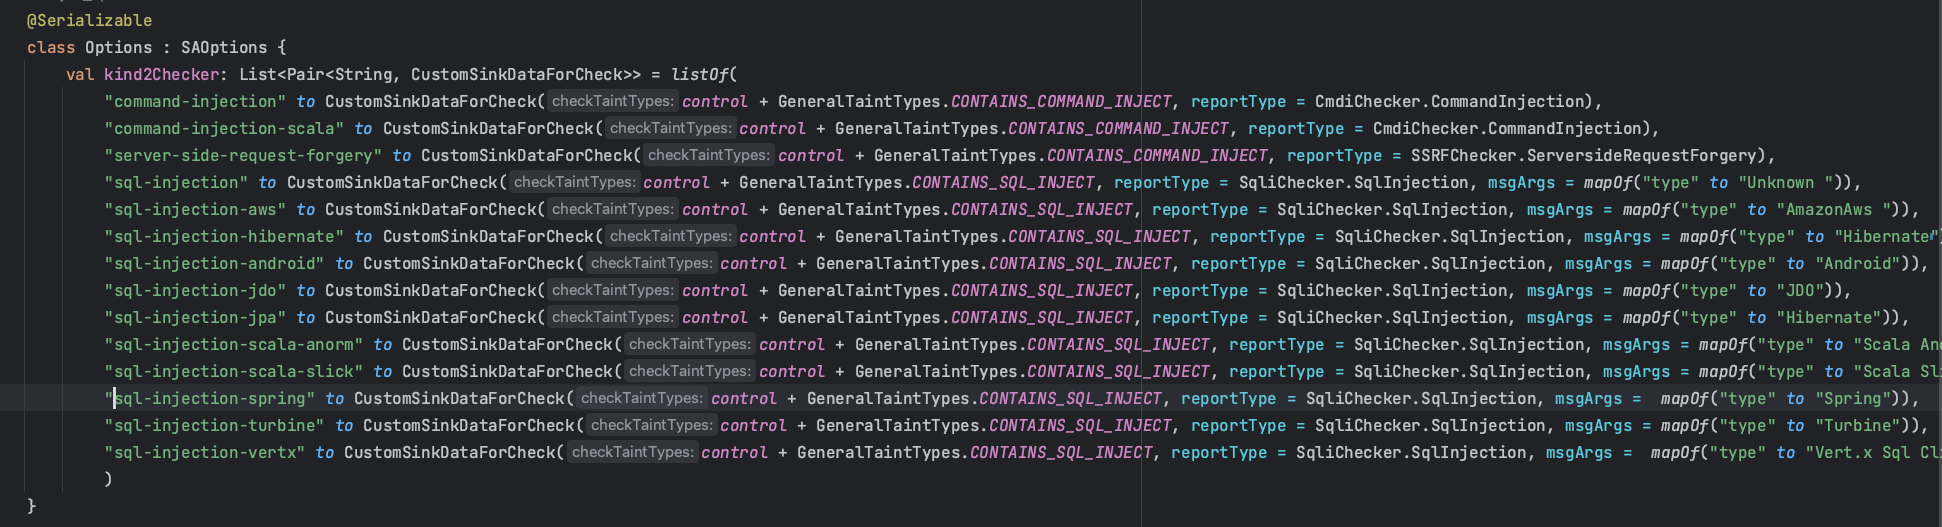 @Serializable
class Options : SAOptions {
val kind2Checker: List<Pair<String, CustomSinkDataForCheck>> = listOf(
"command-injection" to CustomSinkDataForCheck( checkTaintTypes: control + GeneralTaintTypes.CONTAINS_COMMAND_INJECT, reportType = CmdiChecker.CommandInjection),
"command-injection-scala" to CustomSinkDataForCheck( checkTaintTypes: control + GeneralTaintTypes.CONTAINS_COMMAND_INJECT, reportType = CmdiChecker.CommandInjection),
"server-side-request-forgery" to CustomSinkDataForCheck( checkTaintTypes: control + GeneralTaintTypes.CONTAINS_COMMAND_INJECT, reportType = SSRFChecker.ServersideRequestForgery),
"sql-injection" to CustomSinkDataForCheck( checkTaintTypes: control + GeneralTaintTypes.CONTAINS_SQL_INJECT, reportType = SqliChecker.SqlInjection, msgArgs = mapOf("type" to "Unknown ")),
"sql-injection-aws" to CustomSinkDataForCheck( checkTaintTypes: control + GeneralTaintTypes.CONTAINS_SQL_INJECT, reportType = SqliChecker.SqlInjection, msgArgs = mapOf("type" to "AmazonAws ")),
"sql-injection-hibernate" to CustomSinkDataForCheck( checkTaintTypes: control + GeneralTaintTypes.CONTAINS_SQL_INJECT, reportType = SqliChecker.SqlInjection, msgArgs = mapOf("type" to "Hibernate")
"sql-injection-android" to CustomSinkDataForCheck( checkTaintTypes: control + GeneralTaintTypes.CONTAINS_SQL_INJECT, reportType = SqliChecker.SqlInjection, msgArgs = mapOf("type" to "Android")),
"sql-injection-jdo" to CustomSinkDataForCheck( checkTaintTypes: control + GeneralTaintTypes.CONTAINS_SQL_INJECT, reportType = SqliChecker.SqlInjection, msgArgs = mapOf("type" to "JDO")),
"sql-injection-jpa" to CustomSinkDataForCheck( checkTaintTypes: control + GeneralTaintTypes.CONTAINS_SQL_INJECT, reportType = SqliChecker.SqlInjection, msgArgs = mapOf("type" to "Hibernate")),
"sql-injection-scala-anorm" to CustomSinkDataForCheck( checkTaintTypes: control + GeneralTaintTypes.CONTAINS_SQL_INJECT, reportType = SqliChecker.SqlInjection, msgArgs = mapOf("type" to "Scala
"sql-injection-scala-slick" to CustomSinkDataForCheck( checkTaintTypes: control + GeneralTaintTypes.CONTAINS_SQL_INJECT, reportType = SqliChecker.SqlInjection, msgArgs = mapOf("type" to "Scala
"sql-injection-spring" to CustomSinkDataForCheck( checkTaintTypes: control + GeneralTaintTypes.CONTAINS_SQL_INJECT, reportType = SqliChecker.SqlInjection, msgArgs = mapOf("type" to "Spring")),
"sql-injection-turbine" to CustomSinkDataForCheck( checkTaintTypes: control + GeneralTaintTypes.CONTAINS_SQL_INJECT, reportType = SqliChecker.SqlInjection, msgArgs = mapOf("type" to "Turbine")),
"sql-injection-vertx" to CustomSinkDataForCheck( checkTaintTypes: control + GeneralTaintTypes.CONTAINS_SQL_INJECT, reportType = SqliChecker.SqlInjection, msgArgs = mapOf("type" to "Vert.x Sql
)
}